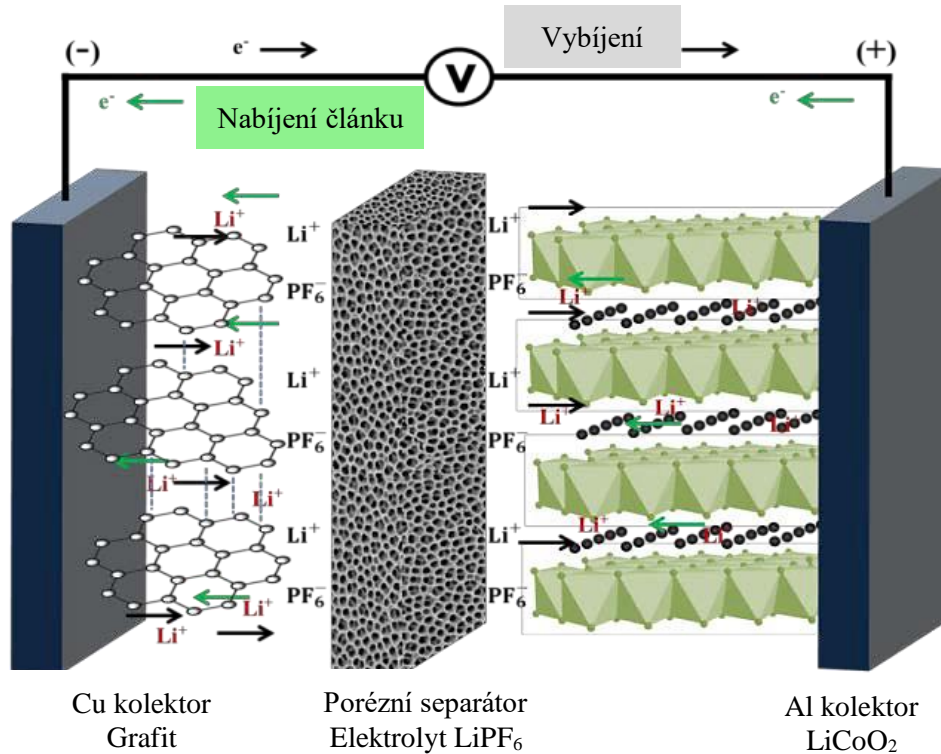 Vybíjení
(-)
e⁻
(+)
V
e⁻
e⁻
Nabíjení článku
Li⁺
Li⁺
Li⁺
PF₆⁻
PF₆⁻
Li⁺
Li⁺
Li⁺
Li⁺
Li⁺
Li⁺
Li⁺
Li⁺
Li⁺
PF₆⁻
PF₆⁻
Li⁺
Li⁺
Li⁺
Li⁺
Li⁺
Li
PF₆⁻
PF₆⁻
Li⁺
Li⁺
Cu kolektor
Grafit
Porézní separátor
Elektrolyt LiPF₆
Al kolektor
LiCoO₂